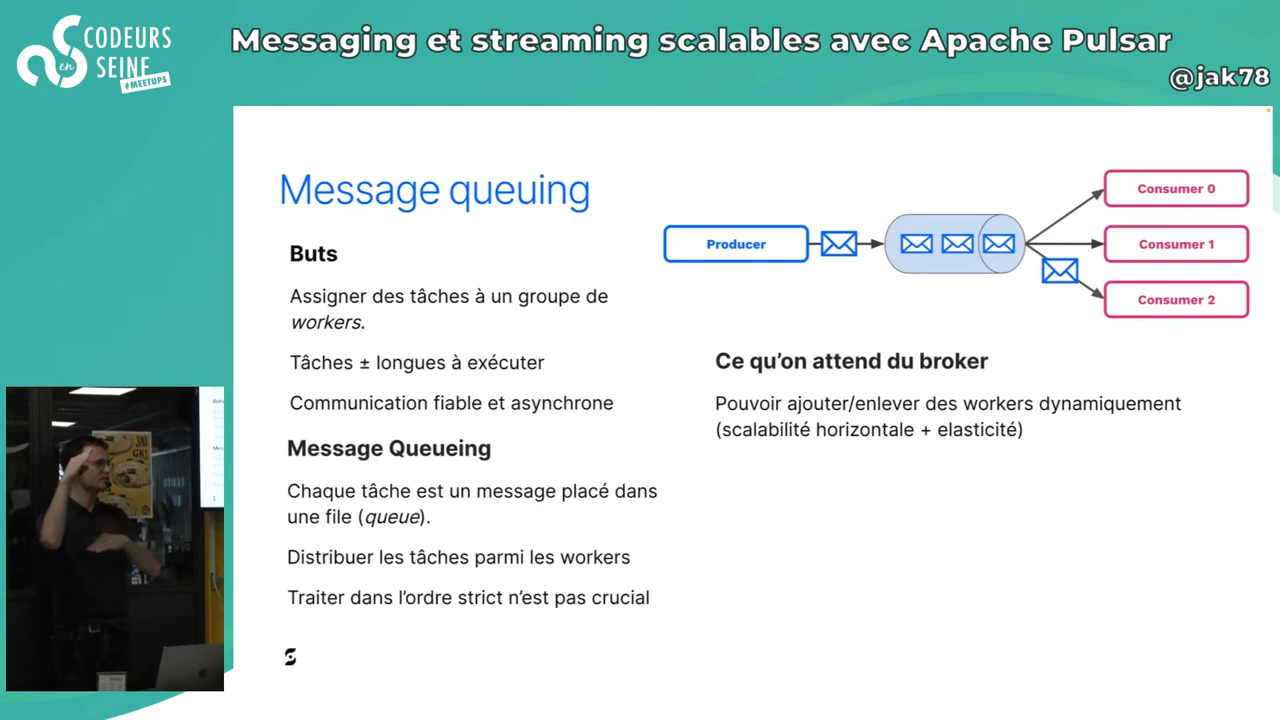 CODEURS
en SEINE
#MEETUPS
Messaging et streaming scalables avec Apache Pulsar
@jak78
Message queuing
Buts
Assigner des tâches à un groupe de
workers.
Tâches ± longues à exécuter
Communication fiable et asynchrone
Message Queueing
Chaque tâche est un message placé dans
une file (queue).
Distribuer les tâches parmi les workers
Traiter dans l’ordre strict n’est pas crucial
Producer
Consumer 0
Consumer 1
Consumer 2
Ce qu’on attend du broker
Pouvoir ajouter/enlever des workers dynamiquement
(scalabilité horizontale + elasticité)